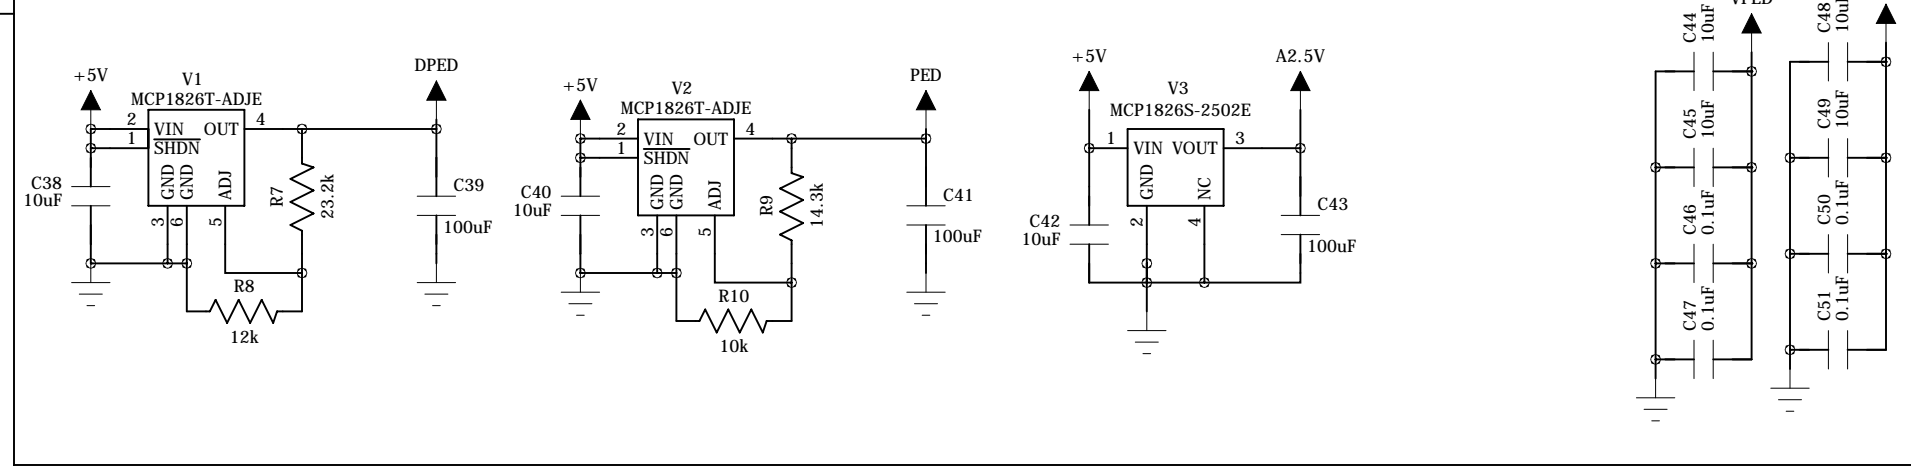 +5V
V1
MCP1826T-ADJE
DPED
2
VIN
OUT
4
1
SHDN
GND
GND
ADJ
3
6
5
C38
10uF
R7
23.2k
C39
100uF
R8
12k
+5V
V2
MCP1826T-ADJE
PED
2
VIN
OUT
4
1
SHDN
GND
GND
ADJ
3
6
5
C40
10uF
R9
14.3k
C41
100uF
R10
10k
+5V
V3
MCP1826S-2502E
A2.5V
1
VIN
VOUT
3
GND
NC
2
4
C42
10uF
C43
100uF
C44
10uF
C45
10uF
C46
0.1uF
C47
0.1uF
C48
C49
10uF
C50
0.1uF
C51
0.1uF